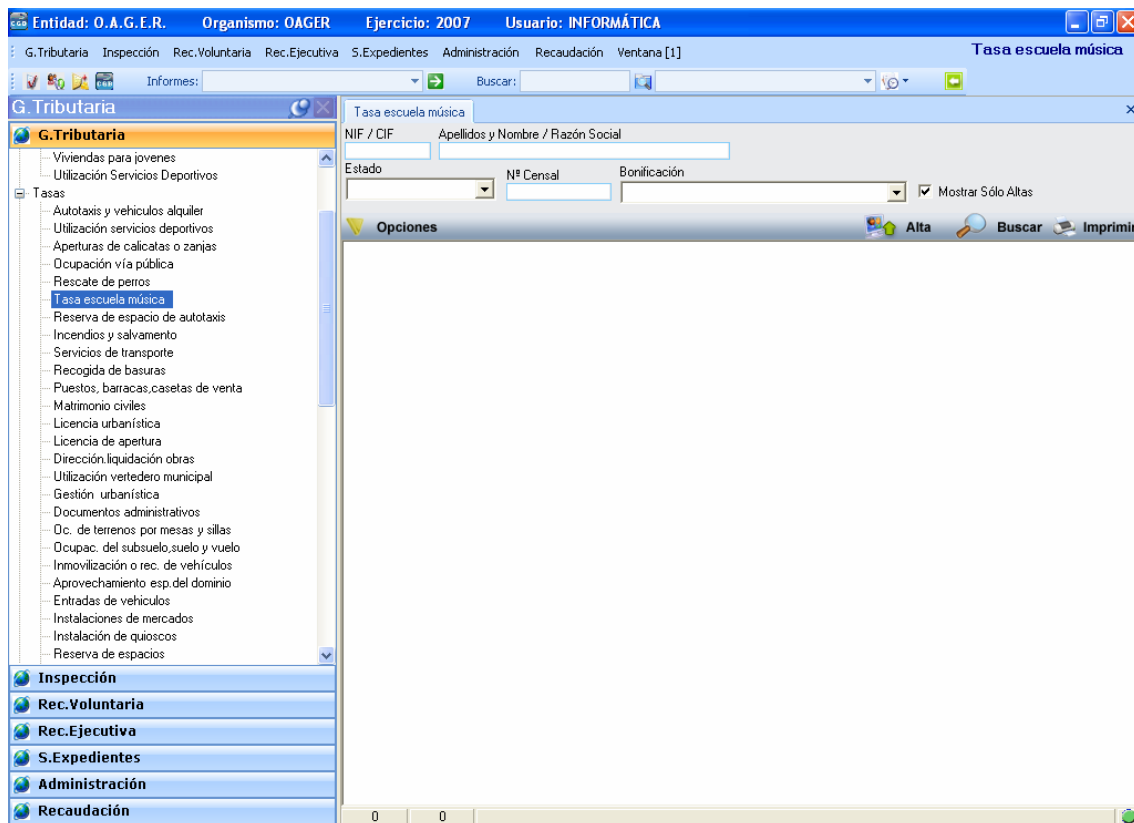 Entidad: O.A.G.E.R. Organismo: OAGER Ejercicio: 2007 Usuario: INFORMÁTICA
G.Tributaria Inspección Rec.Voluntaria Rec.Ejecutiva S.Expedientes Administración Recaudación Ventana [1] Tasa escuela música
Informes: Buscar:
G.Tributaria
G.Tributaria
Viviendas para jovenes
Utilización Servicios Deportivos
Tasas
Autotaxis y vehiculos alquiler
Utilización servicios deportivos
Aperturas de calicatas o zanjas
Ocupación vía pública
Rescate de perros
Tasa escuela música
Reserva de espacio de autotaxis
Incendios y salvamento
Servicios de transporte
Recogida de basuras
Puestos, barracas,casetas de venta
Matrimonio civiles
Licencia urbanística
Licencia de apertura
Dirección.liquidación obras
Utilización vertedero municipal
Gestión urbanística
Documentos administrativos
Oc. de terrenos por mesas y sillas
Ocupac. del subsuelo,suelo y vuelo
Inmovilización o rec. de vehículos
Aprovechamiento esp.del dominio
Entradas de vehiculos
Instalaciones de mercados
Instalación de quioscos
Reserva de espacios
Inspección
Rec.Voluntaria
Rec.Ejecutiva
S.Expedientes
Administración
Recaudación
Tasa escuela música
NIF / CIF Apellidos y Nombre / Razón Social
Estado Nº Censal Bonificación
Mostrar Sólo Altas
Opciones Alta Buscar Imprimir
0 0